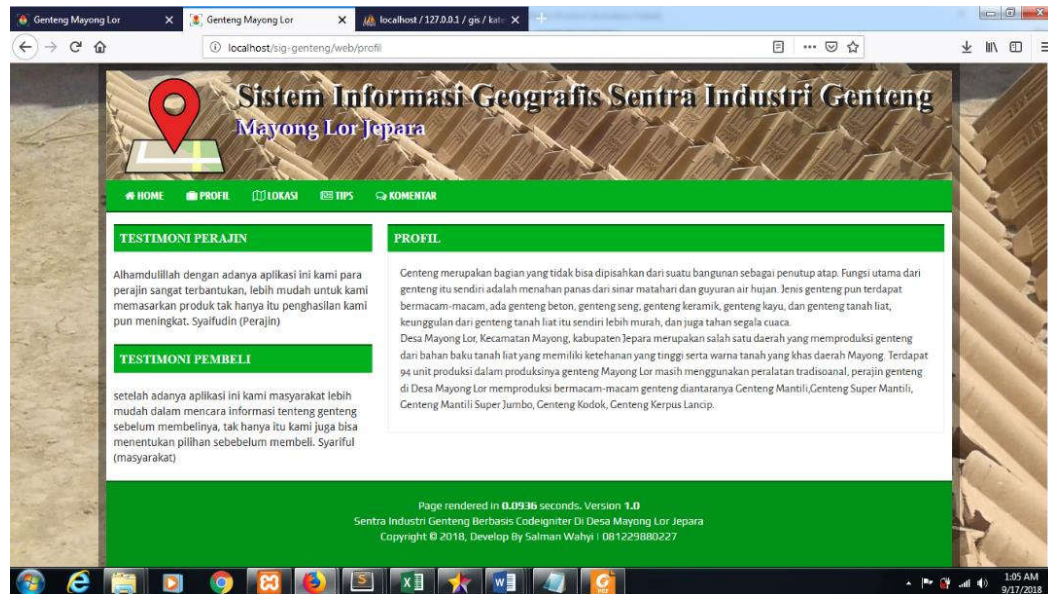 Genteng Mayong Lor
Genteng Mayong Lor
localhost / 127.0.0.1 / gis / kate
localhost/sig-genteng/web/profil
Sistem Informasi Geografis Sentra Industri Genteng
Mayong Lor Jepara
HOME PROFIL LOKASI TIPS KOMENTAR
TESTIMONI PERAJIN
Alhamdulillah dengan adanya aplikasi ini kami para
perajin sangat terbantukan, lebih mudah untuk kami
memasarkan produk tak hanya itu penghasilan kami
pun meningkat. Syaifudin (Perajin)
TESTIMONI PEMBELI
setelah adanya aplikasi ini kami masyarakat lebih
mudah dalam mencara informasi tenteng genteng
sebelum membelinya, tak hanya itu kami juga bisa
menentukan pilihan sebebelum membeli. Syariful
(masyarakat)
PROFIL
Genteng merupakan bagian yang tidak bisa dipisahkan dari suatu bangunan sebagai penutup atap. Fungsi utama dari
genteng itu sendiri adalah menahan panas dari sinar matahari dan guyuran air hujan. Jenis genteng pun terdapat
bermacam-macam, ada genteng beton, genteng seng, genteng keramik, genteng kayu, dan genteng tanah liat,
keunggulan dari genteng tanah liat itu sendiri lebih murah, dan juga tahan segala cuaca.
Desa Mayong Lor, Kecamatan Mayong, kabupaten Jepara merupakan salah satu daerah yang memproduksi genteng
dari bahan baku tanah liat yang memiliki ketehanan yang tinggi serta warna tanah yang khas daerah Mayong. Terdapat
94 unit produksi dalam produksinya genteng Mayong Lor masih menggunakan peralatan tradisoanal, perajin genteng
di Desa Mayong Lor memproduksi bermacam-macam genteng diantaranya Genteng Mantili,Genteng Super Mantili,
Genteng Mantili Super Jumbo, Genteng Kodok, Genteng Kerpus Lancip.
Page rendered in 0.0936 seconds. Version 1.0
Sentra Industri Genteng Berbasis Codeigniter Di Desa Mayong Lor Jepara
Copyright © 2018, Develop By Salman Wahyi | 081229880227
1:05 AM
9/17/2018